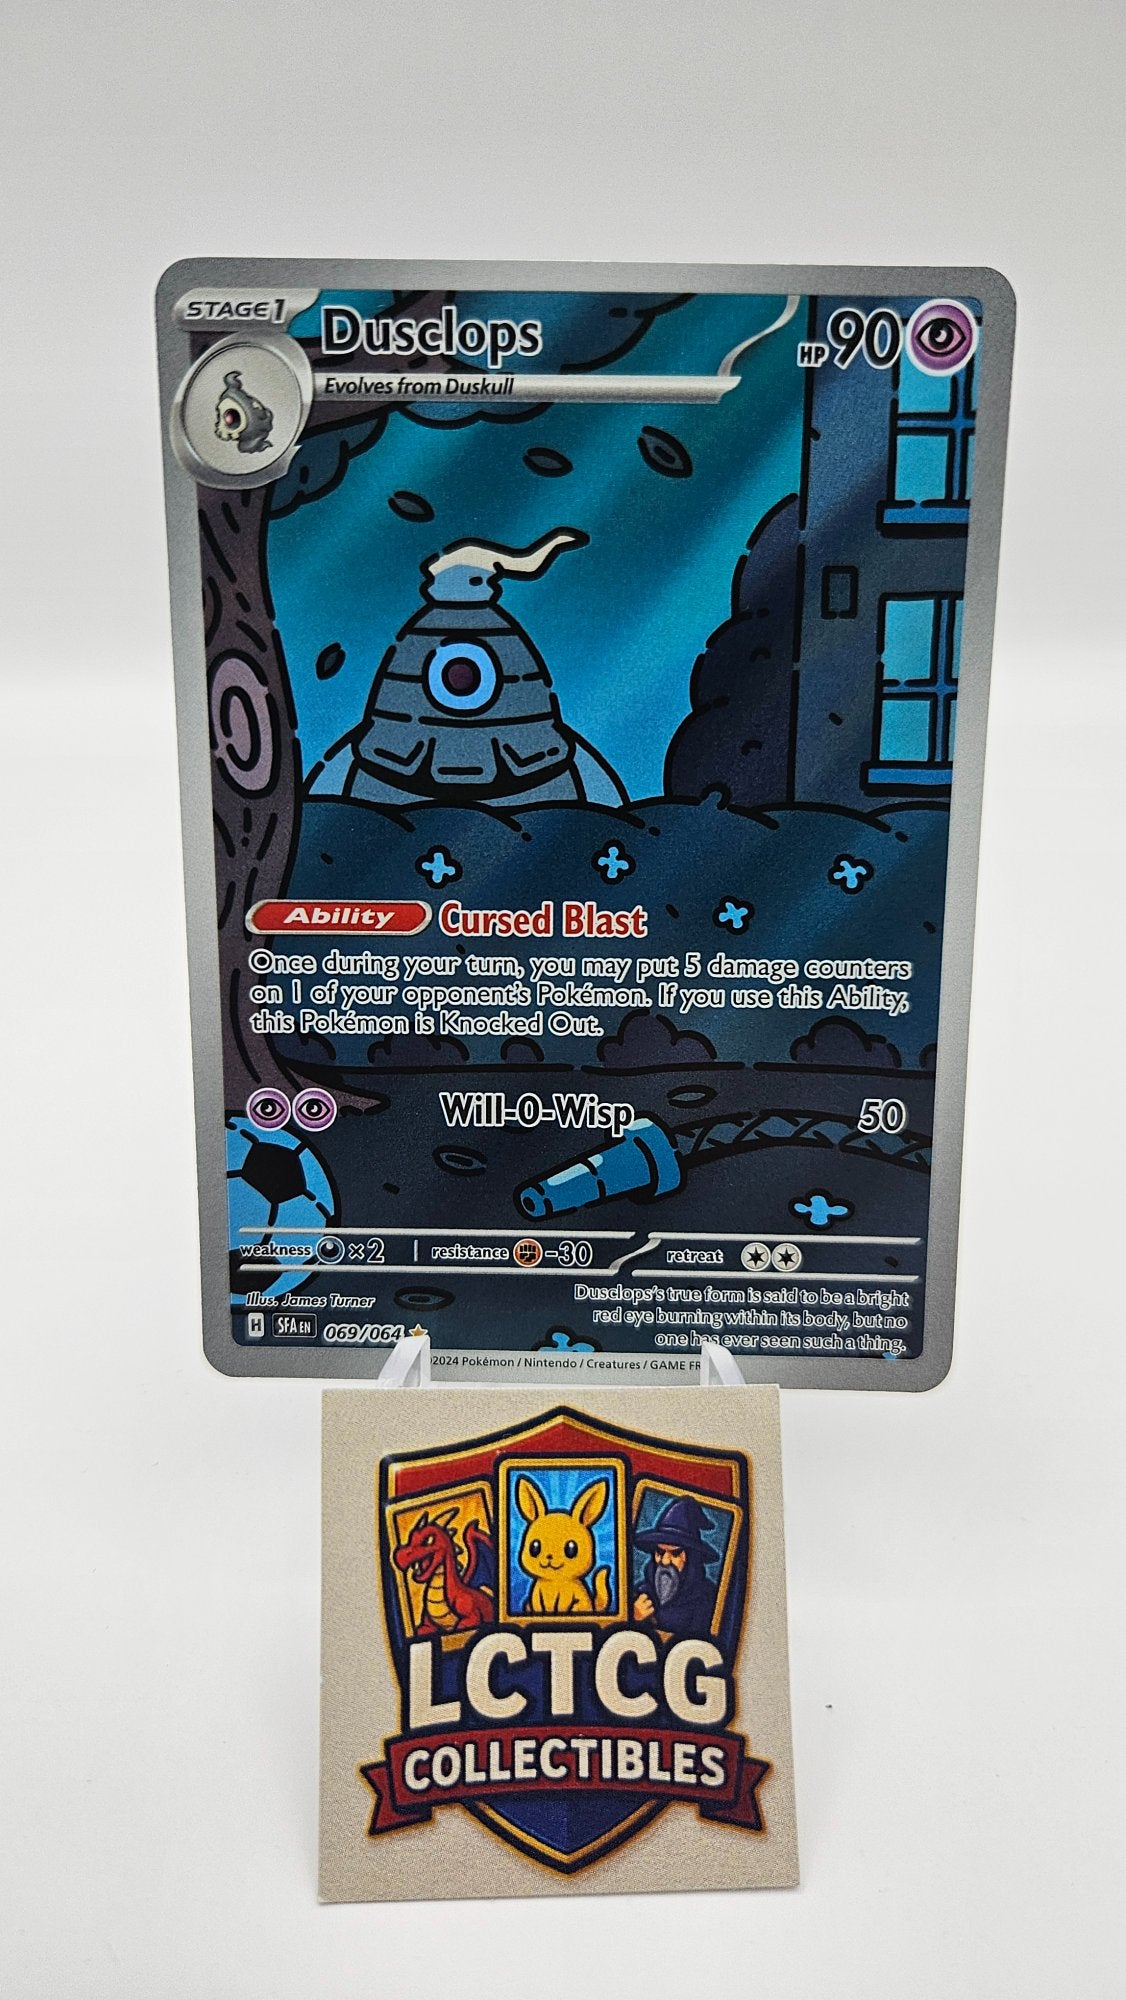 STAGE 1
Dusclops
HP 90
Evolves from Duskull
Ability Cursed Blast
Once during your turn, you may put 5 damage counters
on 1 of your opponent's Pokémon. If you use this Ability,
this Pokémon is Knocked Out.
Will-O-Wisp 50
weakness ×2 resistance -30 retreat
Dusclops's true form is said to be a bright
red eye burning within its body, but no
one has ever seen such a thing.
Illus. James Turner
H SFA EN 069/064
2024 Pokémon / Nintendo / Creatures / GAME FR
LCTCG
COLLECTIBLES